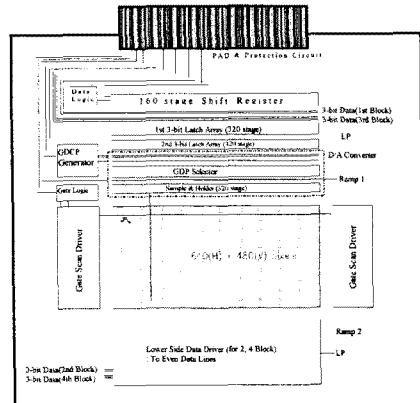 PAD & Protection Circuit
Data
Logic
160 stage Shift Register
3-bit Data(1st Block)
3-bit Data(3rd Block)
1st 3-bit Latch Array (320 stage)
LP
2nd 3-bit Latch Array (320 stage)
GDCP
Generator
D/A Converter
GDP Selector
Ramp 1
Gate Logic
Sample & Holder (320 stage)
Gate Scan Driver
640(H) × 480(V) Pixels
Gate Scan Driver
Ramp 2
Lower Side Data Driver (for 2, 4 Block)
: To Even Data Lines
LP
3-bit Data(2nd Block)
3-bit Data(4th Block)